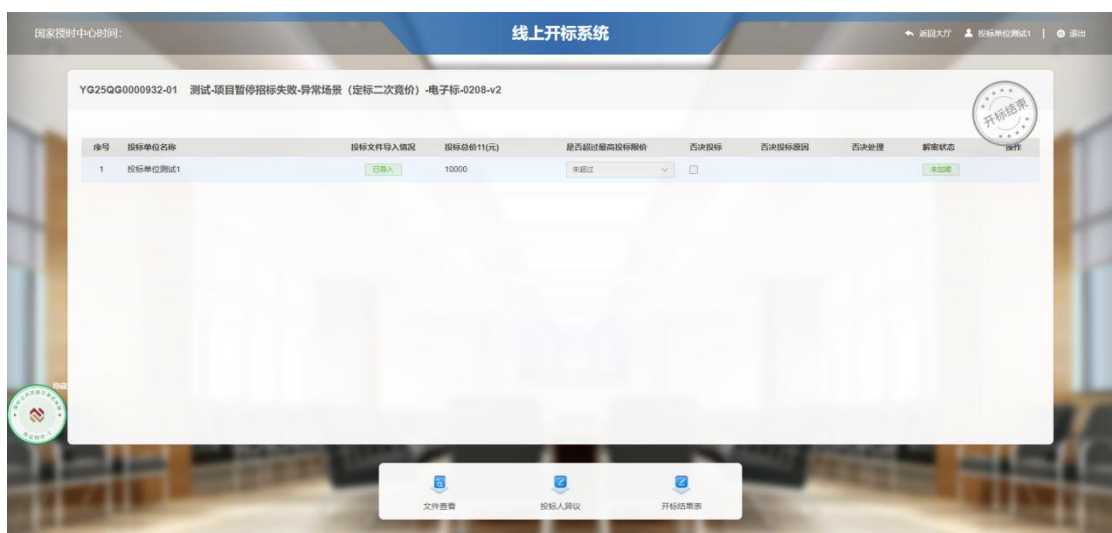 国家授时中心时间:
线上开标系统
返回大厅 投标单位测试1 | 退出
YG25QG0000932-01 测试-项目暂停招标失败-异常场景（定标二次竞价）-电子标-0208-v2
开标结束
序号 投标单位名称 投标文件导入情况 投标总价11(元) 是否超过最高投标限价 否决投标 否决投标原因 否决处理 解密状态 操作
1 投标单位测试1 已导入 10000 未超过 未加密
文件查看 投标人异议 开标结果表